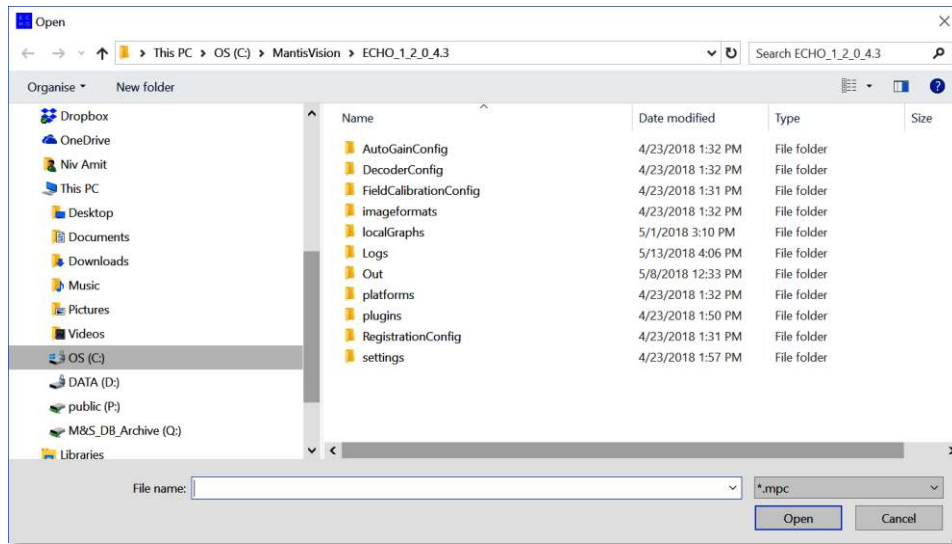 Open
This PC > OS (C:) > MantisVision > ECHO_1_2_0_4.3
Search ECHO_1_2_0_4.3
Organise
New folder
Dropbox
OneDrive
Niv Amit
This PC
Desktop
Documents
Downloads
Music
Pictures
Videos
OS (C:)
DATA (D:)
public (P:)
M&S_DB_Archive (Q:)
Libraries
Name Date modified Type Size
AutoGainConfig 4/23/2018 1:32 PM File folder
DecoderConfig 4/23/2018 1:32 PM File folder
FieldCalibrationConfig 4/23/2018 1:31 PM File folder
imageformats 4/23/2018 1:32 PM File folder
localGraphs 5/1/2018 3:10 PM File folder
Logs 5/13/2018 4:06 PM File folder
Out 5/8/2018 12:33 PM File folder
platforms 4/23/2018 1:32 PM File folder
plugins 4/23/2018 1:50 PM File folder
RegistrationConfig 4/23/2018 1:31 PM File folder
settings 4/23/2018 1:57 PM File folder
File name:
*.mpc
Open
Cancel